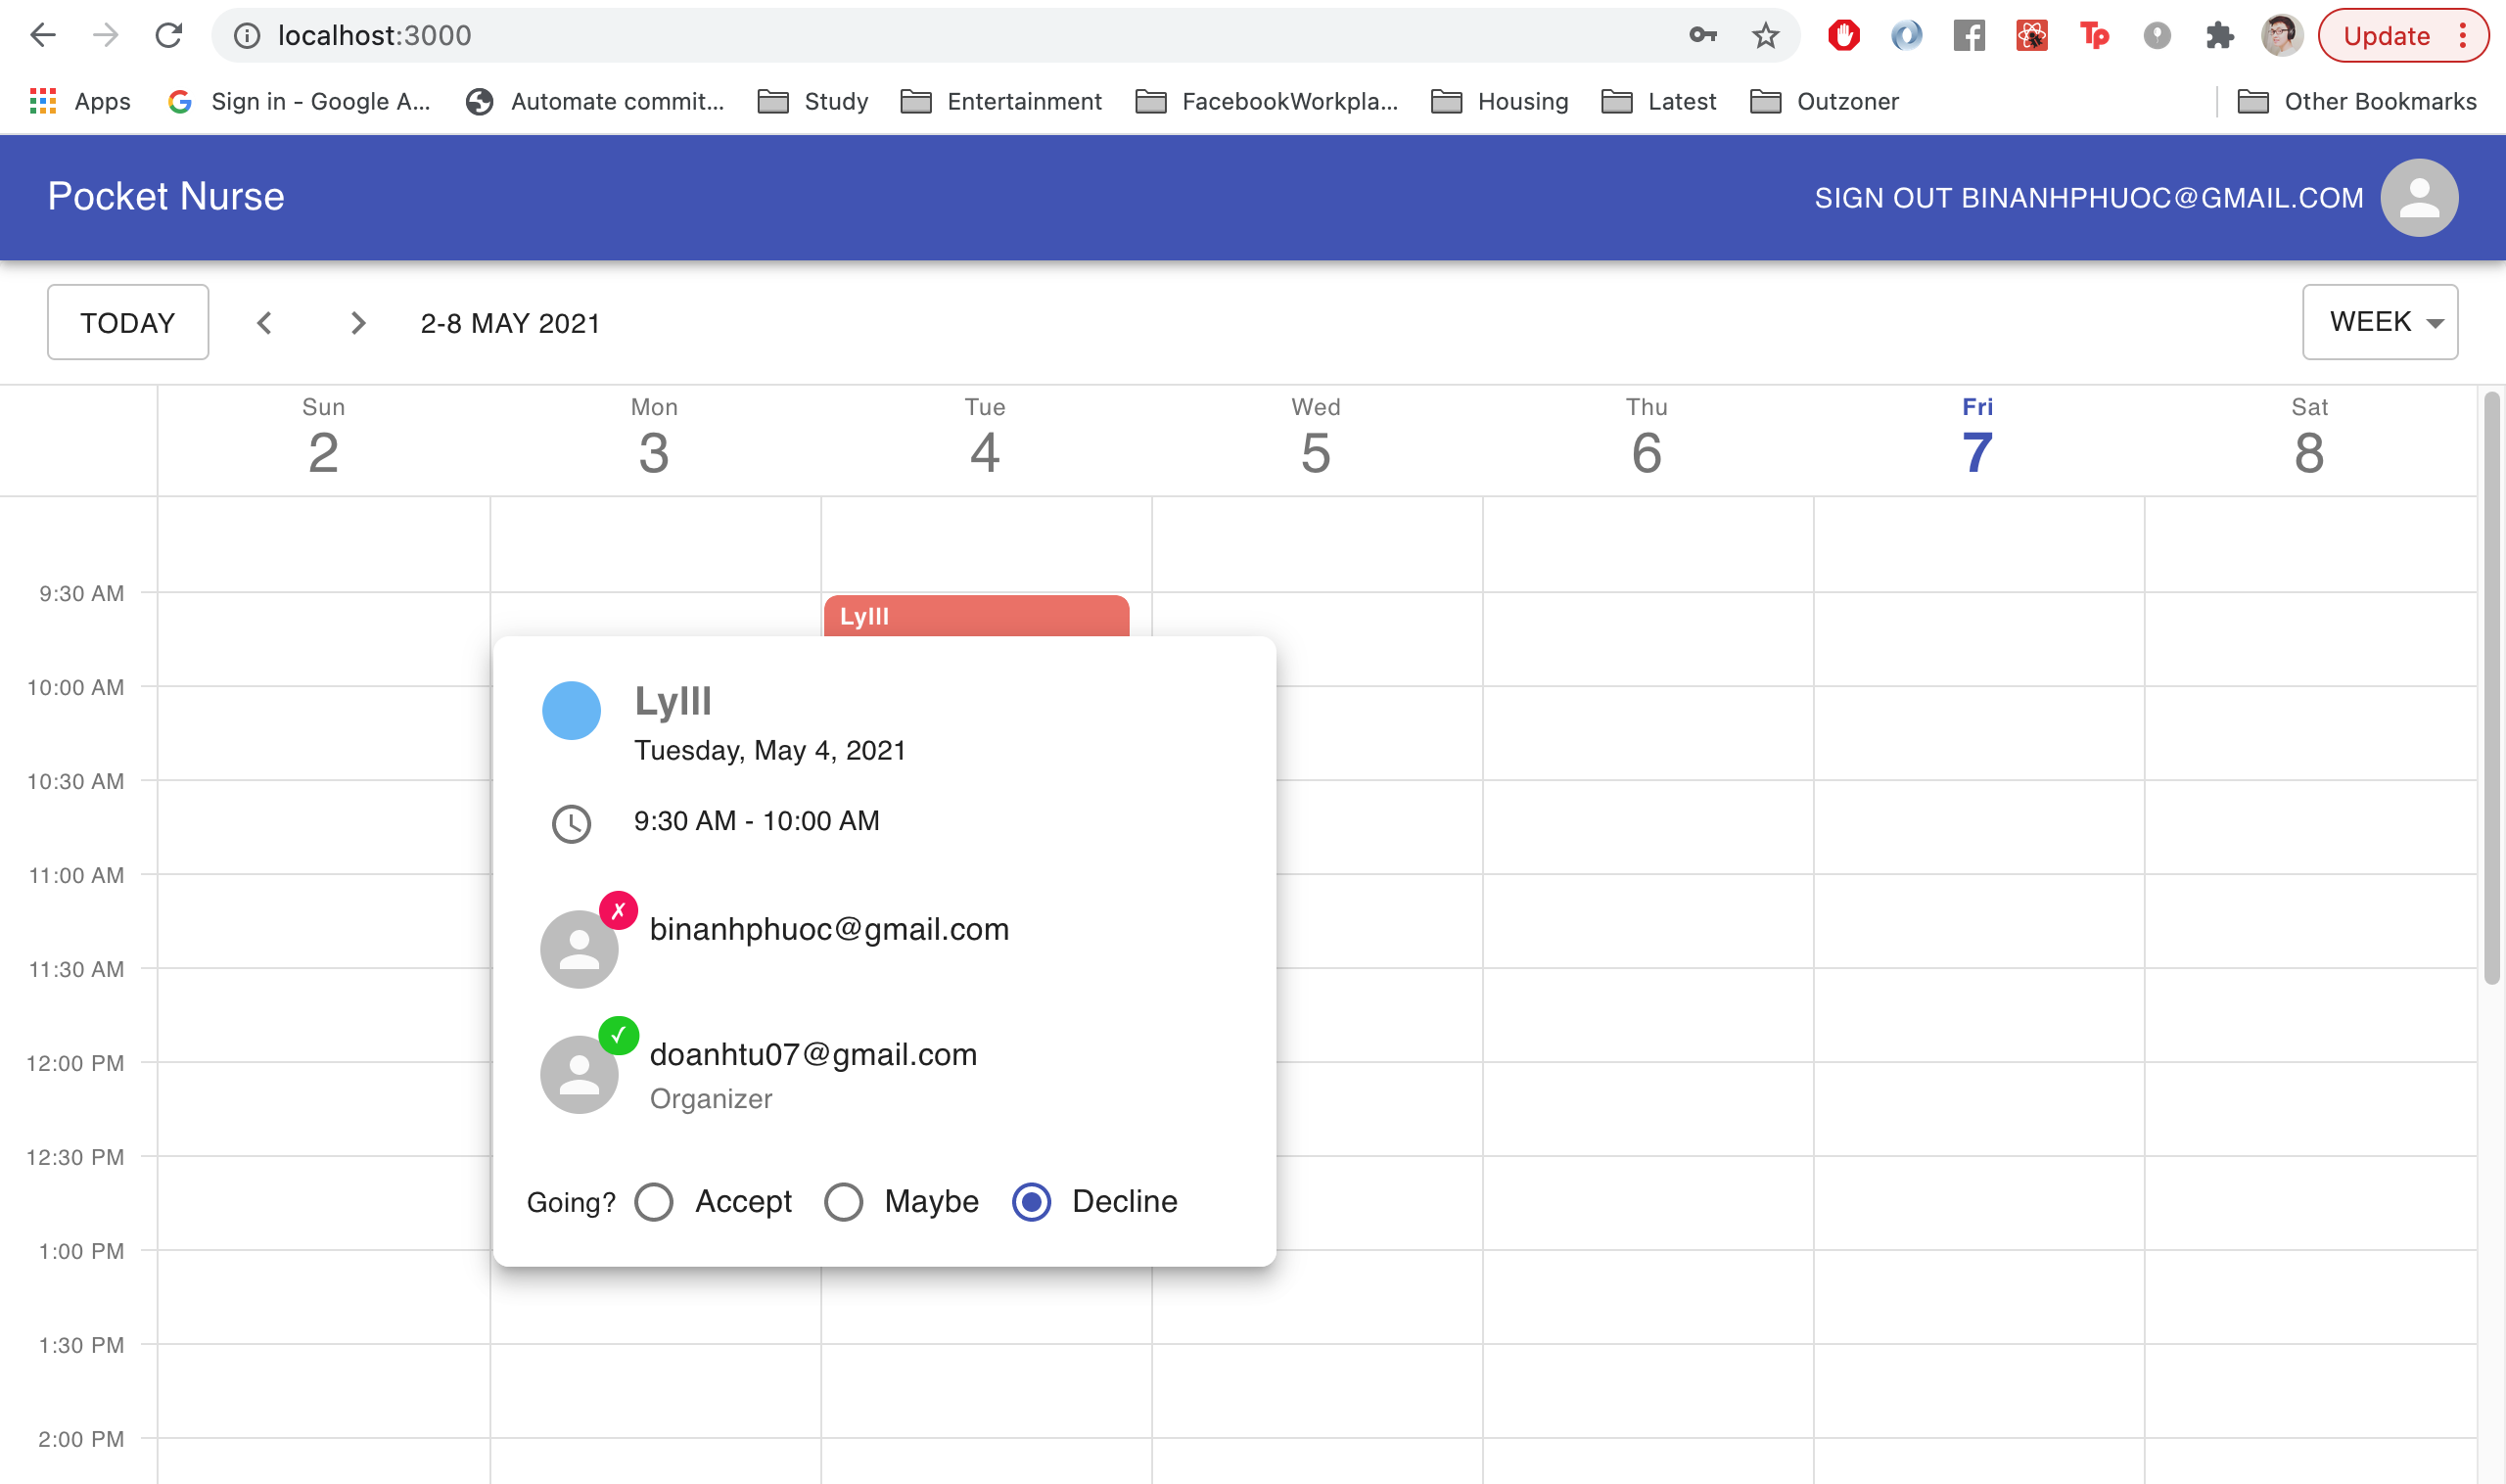 localhost:3000
Update
Apps
Sign in - Google A...
Automate commit...
Study
Entertainment
FacebookWorkpla...
Housing
Latest
Outzoner
Other Bookmarks
Pocket Nurse
SIGN OUT BINANHPHUOC@GMAIL.COM
TODAY
2-8 MAY 2021
WEEK
Sun Mon Tue Wed Thu Fri Sat
2 3 4 5 6 7 8
9:30 AM
Lylll
10:00 AM
10:30 AM
11:00 AM
11:30 AM
12:00 PM
12:30 PM
1:00 PM
1:30 PM
2:00 PM
Lylll
Tuesday, May 4, 2021
9:30 AM - 10:00 AM
✗
binanhphuoc@gmail.com
✓
doanhtu07@gmail.com
Organizer
Going? Accept Maybe Decline